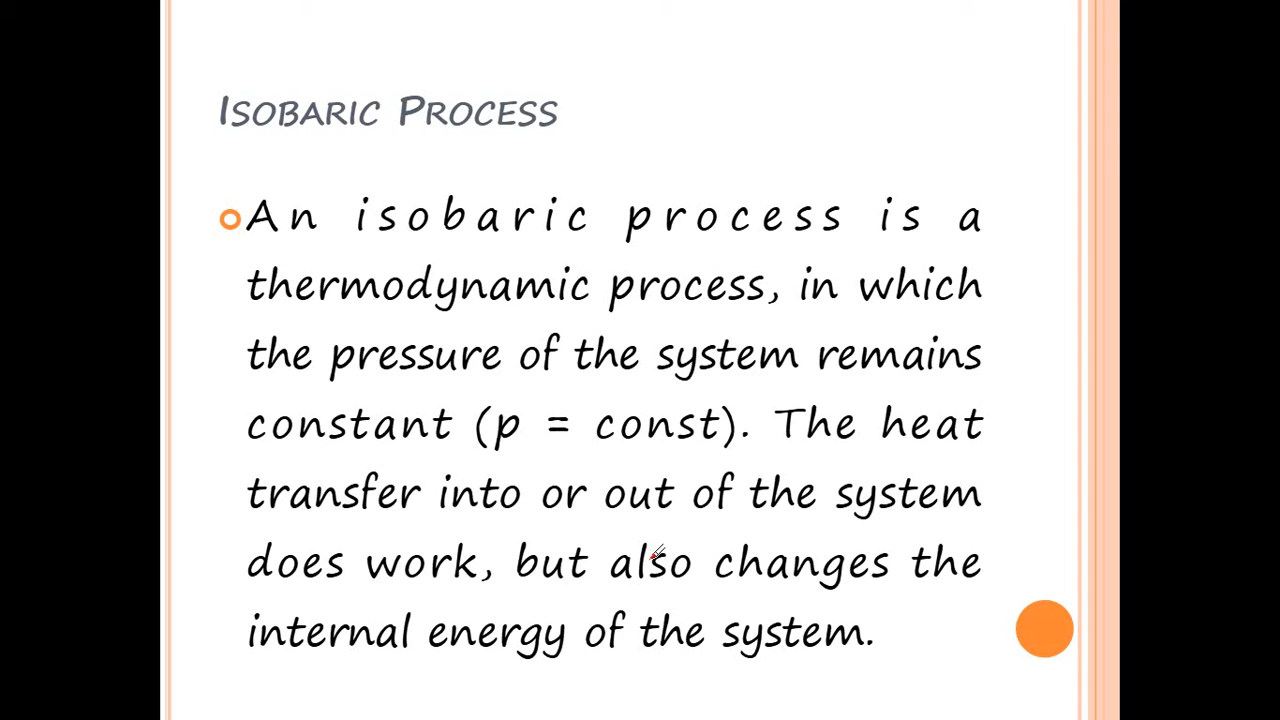 Isobaric Process
An isobaric process is a
thermodynamic process, in which
the pressure of the system remains
constant (p = const). The heat
transfer into or out of the system
does work, but also changes the
internal energy of the system.